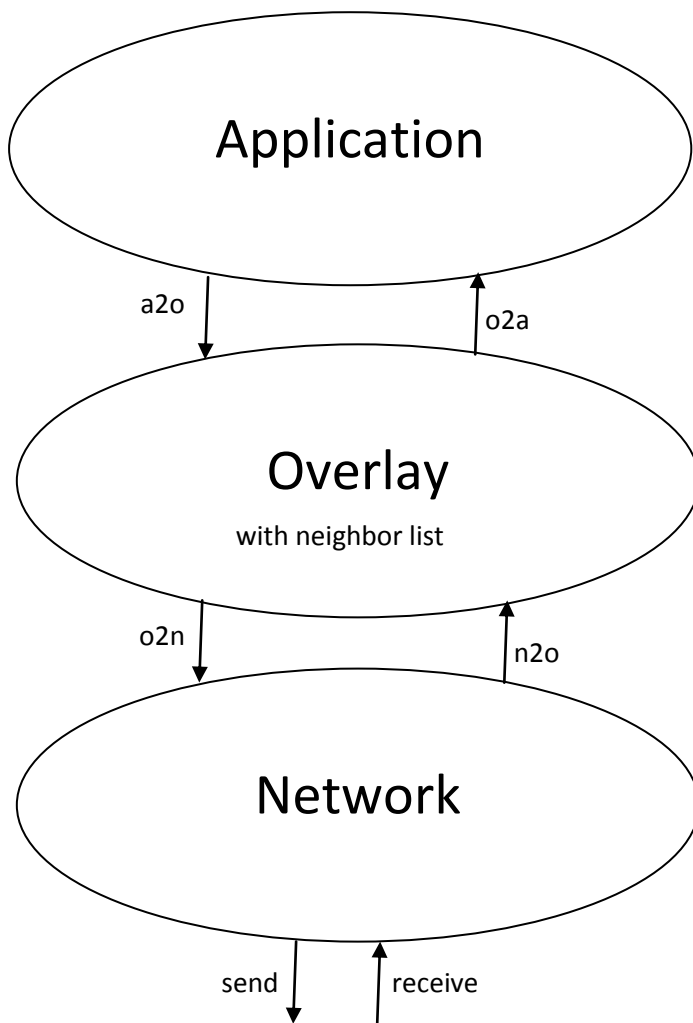 Application
a2o
o2a
Overlay
with neighbor list
o2n
n2o
Network
send
receive